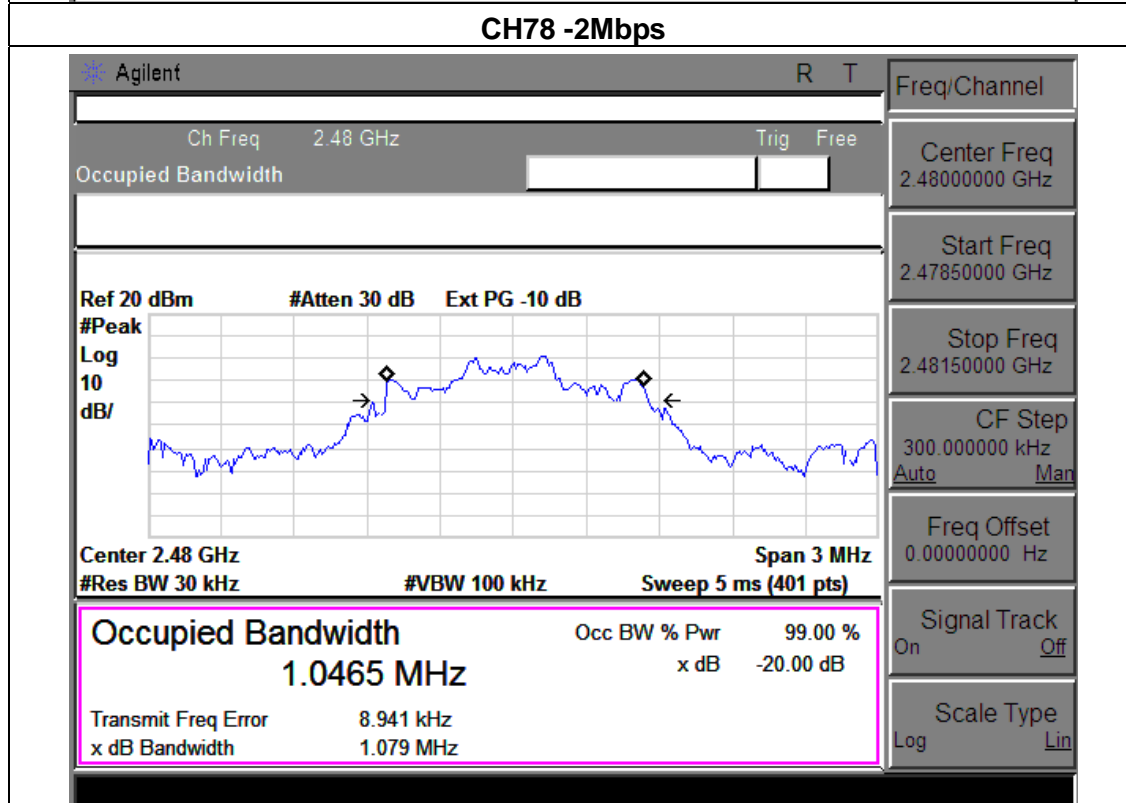 CH78 -2Mbps
Agilent R T
Ch Freq 2.48 GHz Trig Free
Occupied Bandwidth
Ref 20 dBm #Atten 30 dB Ext PG -10 dB
#Peak
Log
10
dB/
Center 2.48 GHz Span 3 MHz
#Res BW 30 kHz #VBW 100 kHz Sweep 5 ms (401 pts)
Occupied Bandwidth
1.0465 MHz
Occ BW % Pwr 99.00 %
x dB -20.00 dB
Transmit Freq Error 8.941 kHz
x dB Bandwidth 1.079 MHz
Freq/Channel
Center Freq
2.48000000 GHz
Start Freq
2.47850000 GHz
Stop Freq
2.48150000 GHz
CF Step
300.000000 kHz
Auto Man
Freq Offset
0.00000000 Hz
Signal Track
On Off
Scale Type
Log Lin